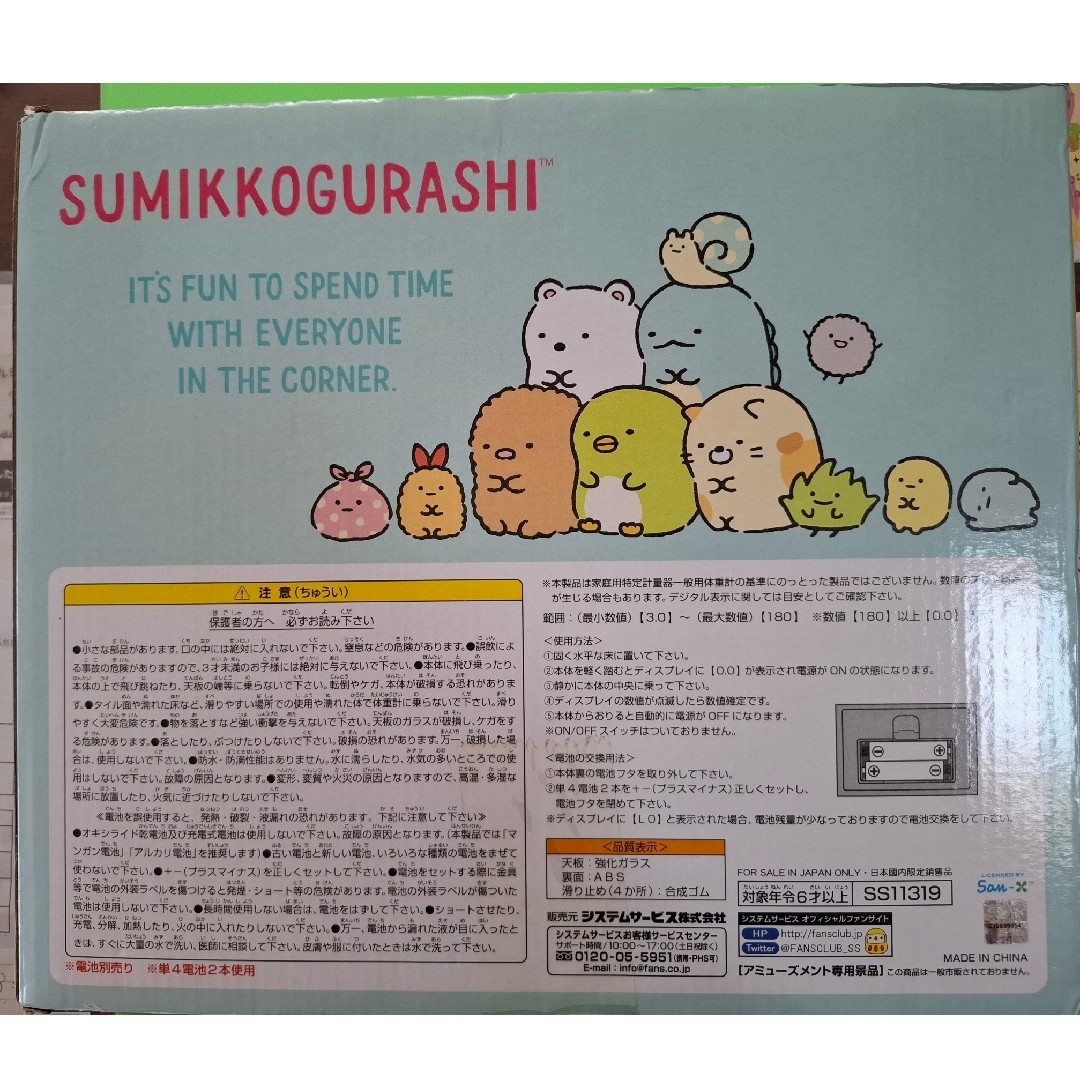 SUMIKKOGURASHI™
IT'S FUN TO SPEND TIME
WITH EVERYONE
IN THE CORNER.
⚠ 注意(ちゅうい)
保護者の方へ 必ずお読み下さい
●小さな部品があります。口の中には絶対に入れないで下さい。窒息などの危険があります。●誤飲によ
る事故の危険がありますので、3才未満のお子様には絶対に与えないで下さい。●本体に飛び乗ったり、
本体の上で飛び跳ねたり、天板の端等に乗らないで下さい。転倒やケガ、本体が破損する恐れがありま
す。●タイル面や濡れた床など、滑りやすい場所での使用や濡れた体で体重計に乗らないで下さい。滑り
やすく大変危険です。●物を落とすなど強い衝撃を与えないで下さい。天板のガラスが破損し、ケガをす
る危険があります。●落としたり、ぶつけたりしないで下さい。破損の恐れがあります。万一、破損した場
合は、使用しないで下さい。●防水・防滴性能はありません。水に濡らしたり、水気の多いところでの使
用はしないで下さい。故障の原因となります。●変形、変質や火災の原因となりますので、高温・多湿な
場所に放置したり、火気に近づけたりしないで下さい。
≪電池を誤使用すると、発熱・破裂・液漏れの恐れがあります。下記に注意して下さい≫
●オキシライド乾電池及び充電式電池は使用しないで下さい。故障の原因となります。(本製品では「マ
ンガン電池」「アルカリ電池」を推奨します)●古い電池と新しい電池、いろいろな種類の電池をまぜて
使わないで下さい。●+-(プラスマイナス)を正しくセットして下さい。●電池をセットする際に金具
等で電池の外装ラベルを傷つけると発煙・ショート等の危険があります。電池の外装ラベルが傷ついた
電池は使用しないで下さい。●長時間使用しない場合は、電池をはずして下さい。●ショートさせたり、
充電、分解、加熱したり、火の中に入れたりしないで下さい。●万一、電池から漏れた液が目に入ったと
きは、すぐに大量の水で洗い、医師に相談して下さい。皮膚や服に付いたときは水で洗って下さい。
※電池別売り ※単4電池2本使用
※本製品は家庭用特定計量器一般用体重計の基準にのっとった製品ではございません。数値の
が生じる場合もあります。デジタル表示に関しては目安としてご確認下さい。
範囲:(最小数値)【3.0】~(最大数値)【180】 ※数値【180】以上【0.0】
<使用方法>
①固く水平な床に置いて下さい。
②本体を軽く踏むとディスプレイに【0.0】が表示され電源がONの状態になります。
③静かに本体の中央に乗って下さい。
④ディスプレイの数値が点滅したら数値確定です。
⑤本体からおりると自動的に電源がOFFになります。
※ON/OFFスイッチはついておりません。
<電池の交換方法>
①本体裏の電池フタを取り外して下さい。
②単4電池2本を+-(プラスマイナス)正しくセットし、
電池フタを閉めて下さい。
※ディスプレイに【LO】と表示された場合、電池残量が少なくなっておりますので電池交換をして下さい。
<品質表示>
天板:強化ガラス
裏面:ABS
滑り止め(4か所):合成ゴム
販売元 システムサービス株式会社
システムサービスお客様サービスセンター
サポート時間/10:00~17:00(土日祝除く)
0120-05-5951(携帯・PHS可)
E-mail:info@fans.co.jp
FOR SALE IN JAPAN ONLY・日本国内限定販売品
対象年令6才以上 SS11319
システムサービス オフィシャルファンサイト
HP http://fansclub.jp
Twitter @FANSCLUB_SS
【アミューズメント専用景品】この商品は一般市販されておりません。
LICENSED BY
San-X™
MADE IN CHINA